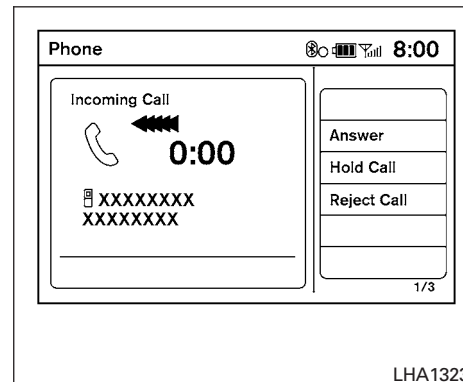 Phone 8:00
Incoming Call
0:00
XXXXXXXX
XXXXXXXX
Answer
Hold Call
Reject Call
1/3
LHA1323